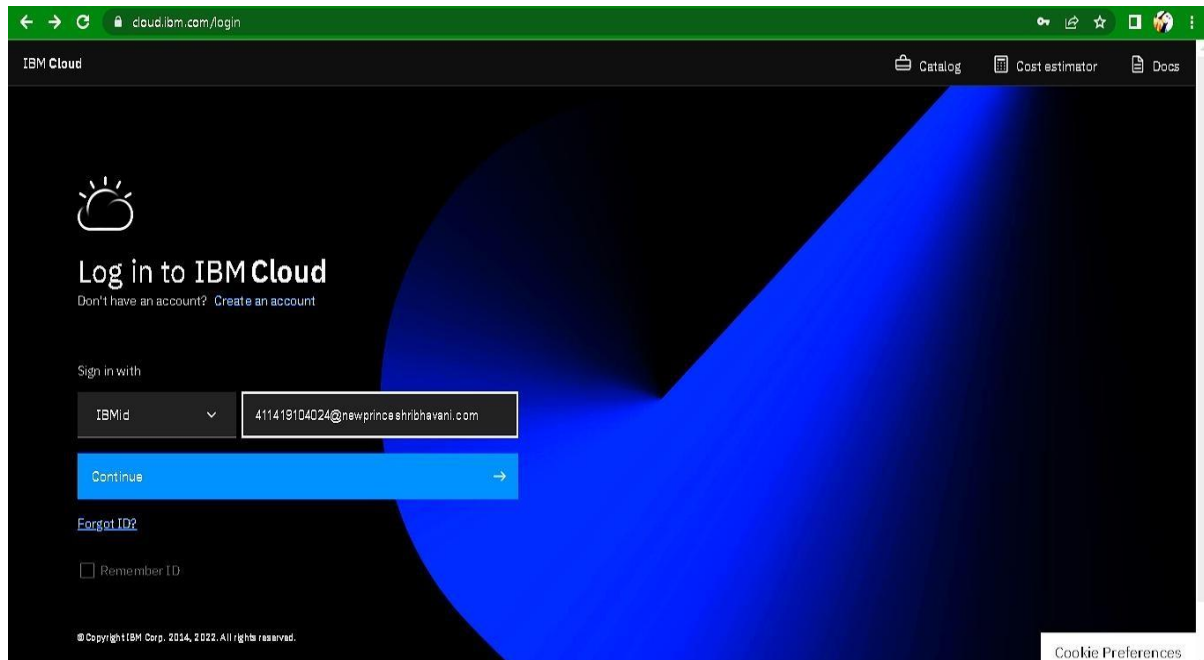 cloud.ibm.com/login
IBM Cloud
Catalog
Cost estimator
Docs
Log in to IBM Cloud
Don't have an account? Create an account
Sign in with
IBMid
411419104024@newprinceshribhavani.com
Continue
Forgot ID?
Remember ID
© Copyright IBM Corp. 2014, 2022. All rights reserved.
Cookie Preferences